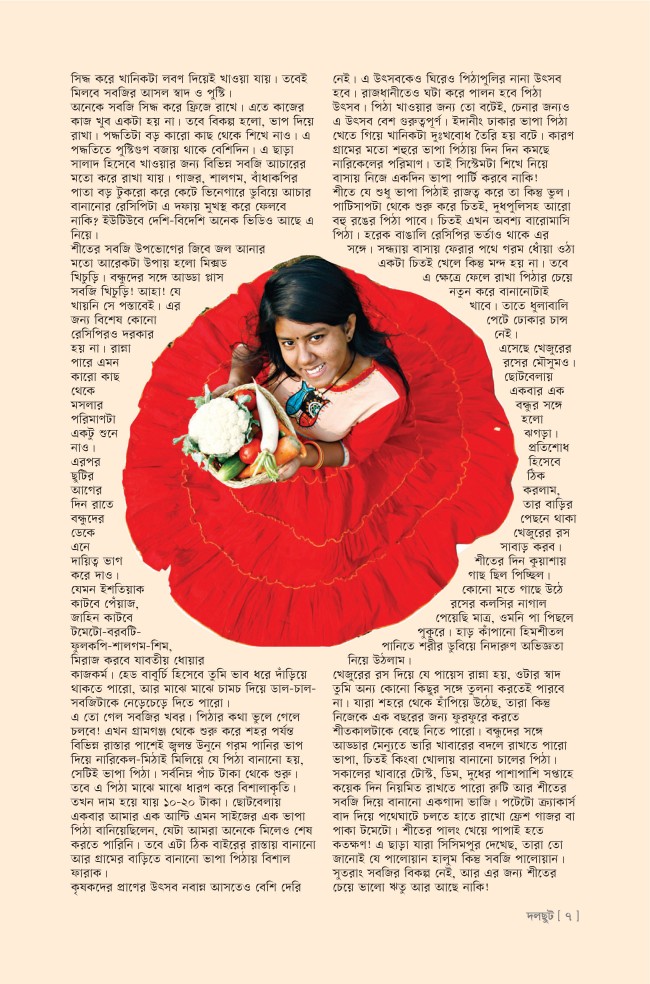 সিদ্ধ করে খানিকটা লবণ দিয়েই খাওয়া যায়। তবেই
মিলবে সবজির আসল স্বাদ ও পুষ্টি।
অনেকে সবজি সিদ্ধ করে ফ্রিজে রাখে। এতে কাজের
কাজ খুব একটা হয় না। তবে বিকল্প হলো, ভাপ দিয়ে
রাখা। পদ্ধতিটা বড় কারো কাছ থেকে শিখে নাও। এ
পদ্ধতিতে পুষ্টিগুণ বজায় থাকে বেশিদিন। এ ছাড়া
সালাদ হিসেবে খাওয়ার জন্য বিভিন্ন সবজি আচারের
মতো করে রাখা যায়। গাজর, শালগম, বাঁধাকপির
পাতা বড় টুকরো করে কেটে ভিনেগারে ডুবিয়ে আচার
বানানোর রেসিপিটা এ দফায় মুখস্থ করে ফেলবে
নাকি? ইউটিউবে দেশি-বিদেশি অনেক ভিডিও আছে এ
নিয়ে।
শীতের সবজি উপভোগের জিবে জল আনার
মতো আরেকটা উপায় হলো মিক্সড
খিচুড়ি। বন্ধুদের সঙ্গে আড্ডা প্লাস
সবজি খিচুড়ি! আহা! যে
খায়নি সে পস্তাবেই। এর
জন্য বিশেষ কোনো
রেসিপিরও দরকার
হয় না। রান্না
পারে এমন
কারো কাছ
থেকে
মসলার
পরিমাণটা
একটু শুনে
নাও।
এরপর
ছুটির
আগের
দিন রাতে
বন্ধুদের
ডেকে
এনে
দায়িত্ব ভাগ
করে দাও।
যেমন ইশতিয়াক
কাটবে পেঁয়াজ,
জাহিন কাটবে
টমেটো-বরবটি-
ফুলকপি-শালগম-শিম,
মিরাজ করবে যাবতীয় ধোয়ার
কাজকর্ম। হেড বাবুর্চি হিসেবে তুমি ভাব ধরে দাঁড়িয়ে
থাকতে পারো, আর মাঝে মাঝে চামচ দিয়ে ডাল-চাল-
সবজিটাকে নেড়েচেড়ে দিতে পারো।
এ তো গেল সবজির খবর। পিঠার কথা ভুলে গেলে
চলবে! এখন গ্রামগঞ্জ থেকে শুরু করে শহর পর্যন্ত
বিভিন্ন রাস্তার পাশেই জ্বলন্ত উনুনে গরম পানির ভাপ
দিয়ে নারিকেল-মিঠাই মিলিয়ে যে পিঠা বানানো হয়,
সেটিই ভাপা পিঠা। সর্বনিম্ন পাঁচ টাকা থেকে শুরু।
তবে এ পিঠা মাঝে মাঝে ধারণ করে বিশালাকৃতি।
তখন দাম হয়ে যায় ১০-২০ টাকা। ছোটবেলায়
একবার আমার এক আন্টি এমন সাইজের এক ভাপা
পিঠা বানিয়েছিলেন, যেটা আমরা অনেকে মিলেও শেষ
করতে পারিনি। তবে এটা ঠিক বাইরের রাস্তায় বানানো
আর গ্রামের বাড়িতে বানানো ভাপা পিঠায় বিশাল
ফারাক।
কৃষকদের প্রাণের উৎসব নবান্ন আসতেও বেশি দেরি
নেই। এ উৎসবকেও ঘিরেও পিঠাপুলির নানা উৎসব
হবে। রাজধানীতেও ঘটা করে পালন হবে পিঠা
উৎসব। পিঠা খাওয়ার জন্য তো বটেই, চেনার জন্যও
এ উৎসব বেশ গুরুত্বপূর্ণ। ইদানীং ঢাকার ভাপা পিঠা
খেতে গিয়ে খানিকটা দুঃখবোধ তৈরি হয় বটে। কারণ
গ্রামের মতো শহুরে ভাপা পিঠায় দিন দিন কমছে
নারিকেলের পরিমাণ। তাই সিস্টেমটা শিখে নিয়ে
বাসায় নিজে একদিন ভাপা পার্টি করবে নাকি!
শীতে যে শুধু ভাপা পিঠাই রাজত্ব করে তা কিন্তু ভুল।
পাটিসাপটা থেকে শুরু করে চিতই, দুধপুলিসহ আরো
বহু রঙের পিঠা পাবে। চিতই এখন অবশ্য বারোমাসি
পিঠা। হরেক বাঙালি রেসিপির ভর্তাও থাকে এর
সঙ্গে। সন্ধ্যায় বাসায় ফেরার পথে গরম ধোঁয়া ওঠা
একটা চিতই খেলে কিন্তু মন্দ হয় না। তবে
এ ক্ষেত্রে ফেলে রাখা পিঠার চেয়ে
নতুন করে বানানোটাই
খাবে। তাতে ধুলাবালি
পেটে ঢোকার চান্স
নেই।
এসেছে খেজুরের
রসের মৌসুমও।
ছোটবেলায়
একবার এক
বন্ধুর সঙ্গে
হলো
ঝগড়া।
প্রতিশোধ
হিসেবে
ঠিক
করলাম,
তার বাড়ির
পেছনে থাকা
খেজুরের রস
সাবাড় করব।
শীতের দিন কুয়াশায়
গাছ ছিল পিচ্ছিল।
কোনো মতে গাছে উঠে
রসের কলসির নাগাল
পেয়েছি মাত্র, ওমনি পা পিছলে
পুকুরে। হাড় কাঁপানো হিমশীতল
পানিতে শরীর ডুবিয়ে নিদারুণ অভিজ্ঞতা
নিয়ে উঠলাম।
খেজুরের রস দিয়ে যে পায়েস রান্না হয়, ওটার স্বাদ
তুমি অন্য কোনো কিছুর সঙ্গে তুলনা করতেই পারবে
না। যারা শহরে থেকে হাঁপিয়ে উঠেছ, তারা কিন্তু
নিজেকে এক বছরের জন্য ফুরফুরে করতে
শীতকালটাকে বেছে নিতে পারো। বন্ধুদের সঙ্গে
আড্ডার মেন্যুতে ভারি খাবারের বদলে রাখতে পারো
ভাপা, চিতই কিংবা খোলায় বানানো চালের পিঠা।
সকালের খাবারে টোস্ট, ডিম, দুধের পাশাপাশি সপ্তাহে
কয়েক দিন নিয়মিত রাখতে পারো রুটি আর শীতের
সবজি দিয়ে বানানো একগাদা ভাজি। পটেটো ক্র্যাকার্স
বাদ দিয়ে পথেঘাটে চলতে হাতে রাখো ফ্রেশ গাজর বা
পাকা টমেটো। শীতের পালং খেয়ে পাপাই হতে
কতক্ষণ! এ ছাড়া যারা সিসিমপুর দেখেছ, তারা তো
জানোই যে পালোয়ান হালুম কিন্তু সবজি পালোয়ান।
সুতরাং সবজির বিকল্প নেই, আর এর জন্য শীতের
চেয়ে ভালো ঋতু আর আছে নাকি!
দলছুট [ ৭ ]